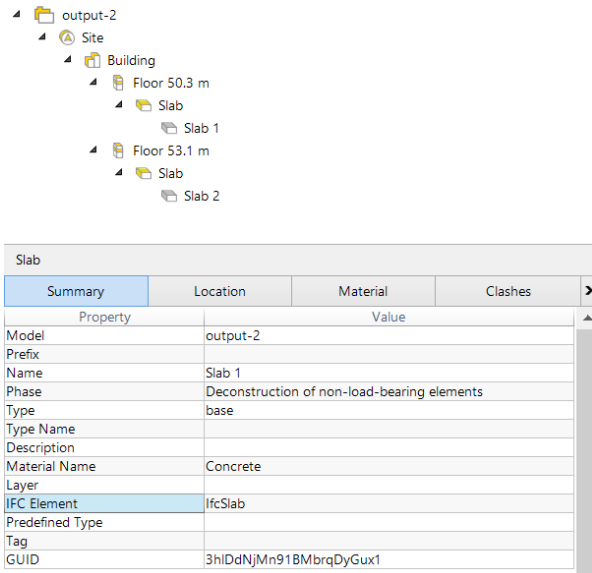 output-2
Site
Building
Floor 50.3 m
Slab
Slab 1
Floor 53.1 m
Slab
Slab 2
Slab
Summary Location Material Clashes
Property Value
Model output-2
Prefix
Name Slab 1
Phase Deconstruction of non-load-bearing elements
Type base
Type Name
Description
Material Name Concrete
Layer
IFC Element IfcSlab
Predefined Type
Tag
GUID 3hlDdNjMn91BMbrqDyGux1